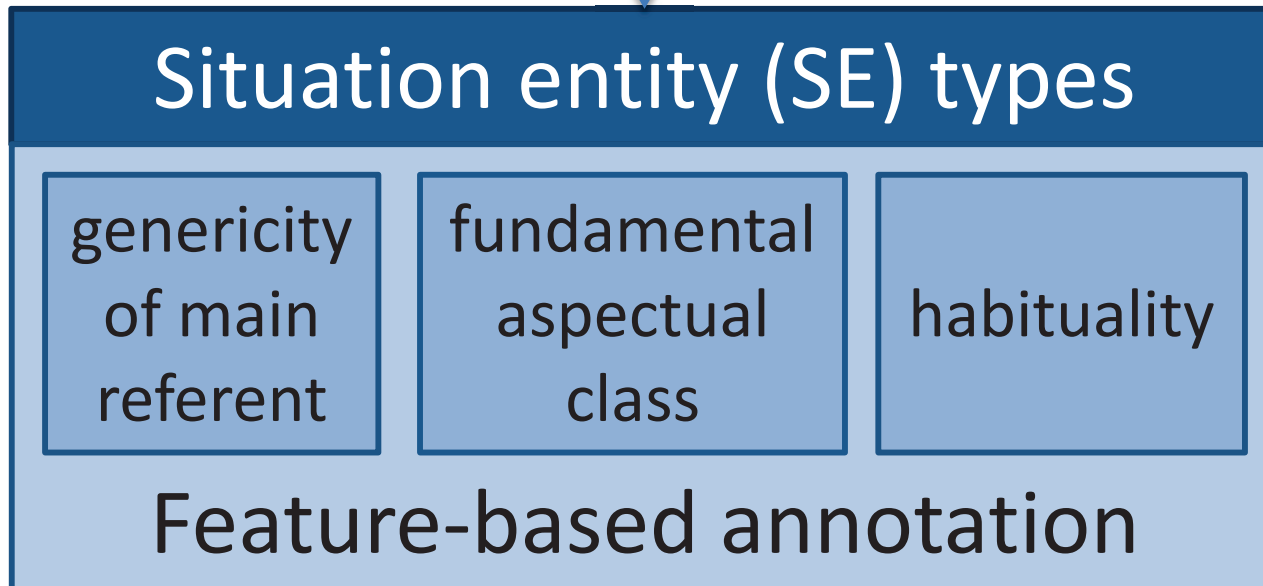 Situation entity (SE) types
genericity
of main
referent
fundamental
aspectual
class
habituality
Feature-based annotation